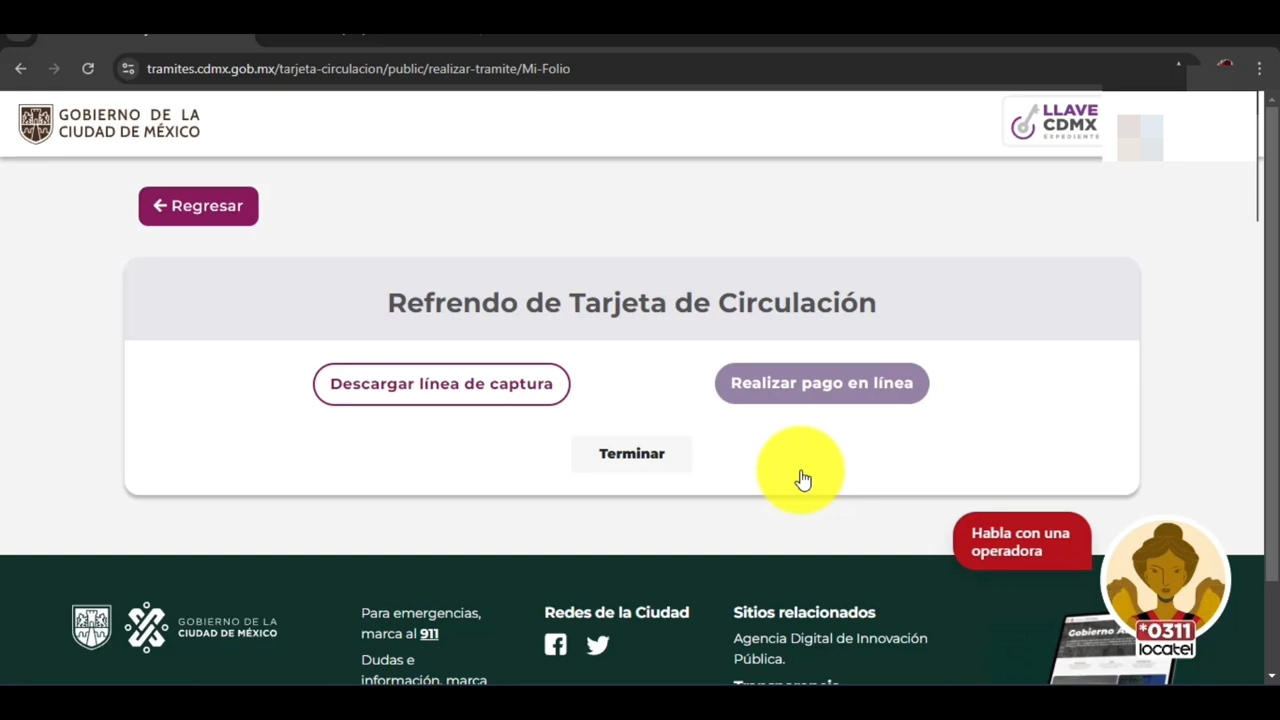 tramites.cdmx.gob.mx/tarjeta-circulacion/public/realizar-tramite/Mi-Folio
GOBIERNO DE LA
CIUDAD DE MÉXICO
LLAVE
CDMX
EXPEDIENTE
Regresar
Refrendo de Tarjeta de Circulación
Descargar línea de captura
Realizar pago en línea
Terminar
Habla con una
operadora
*0311
locatel
GOBIERNO DE LA
CIUDAD DE MÉXICO
Para emergencias,
marca al 911
Dudas e
información, marca
Redes de la Ciudad
Sitios relacionados
Agencia Digital de Innovación
Pública.
Transparencia
Gobierno